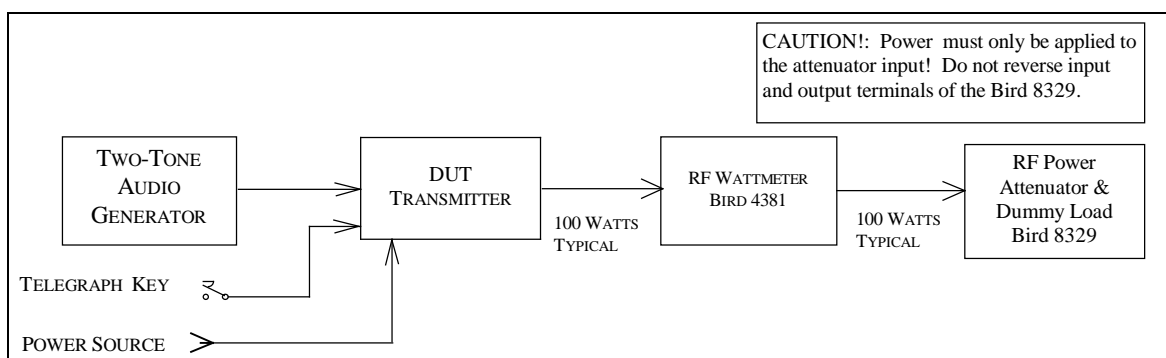 CAUTION!: Power must only be applied to
the attenuator input! Do not reverse input
and output terminals of the Bird 8329.
TWO-TONE
AUDIO
GENERATOR
DUT
TRANSMITTER
RF WATTMETER
BIRD 4381
RF Power
Attenuator &
Dummy Load
Bird 8329
100 WATTS
TYPICAL
100 WATTS
TYPICAL
TELEGRAPH KEY
POWER SOURCE